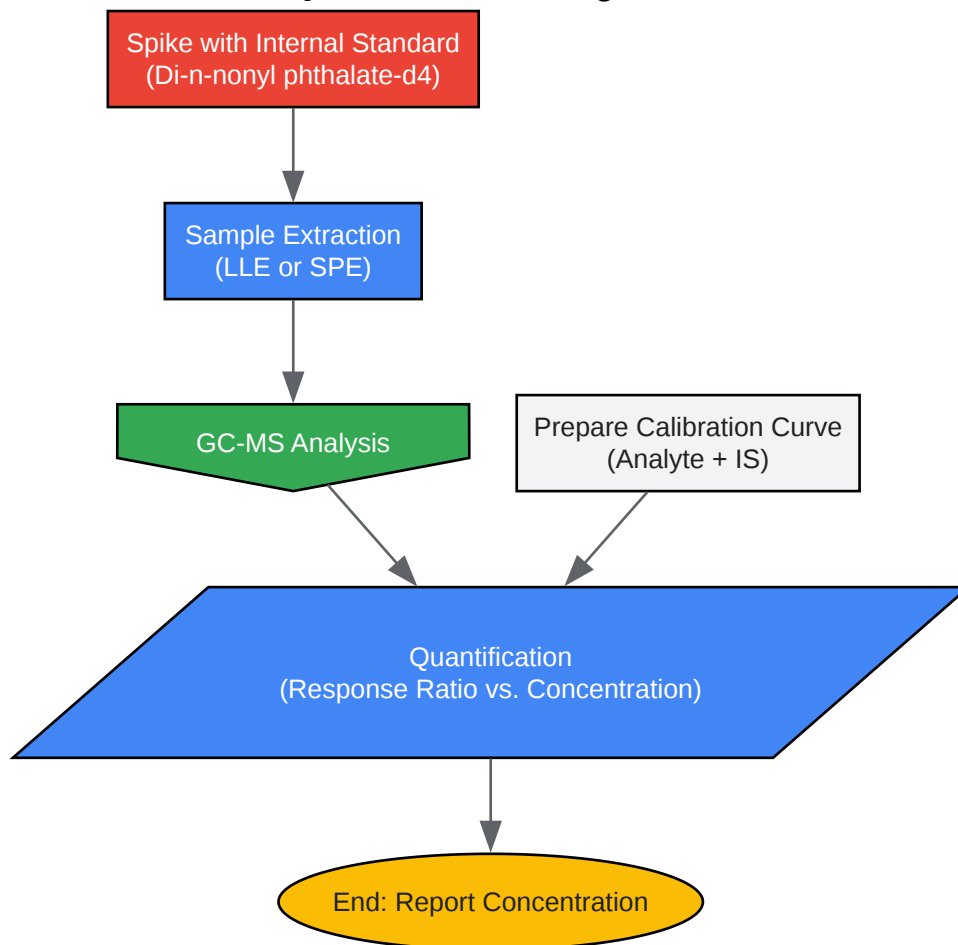 Spike with Internal Standard
(Di-n-nonyl phthalate-d4)
Sample Extraction
(LLE or SPE)
GC-MS Analysis
Prepare Calibration Curve
(Analyte + IS)
Quantification
(Response Ratio vs. Concentration)
End: Report Concentration